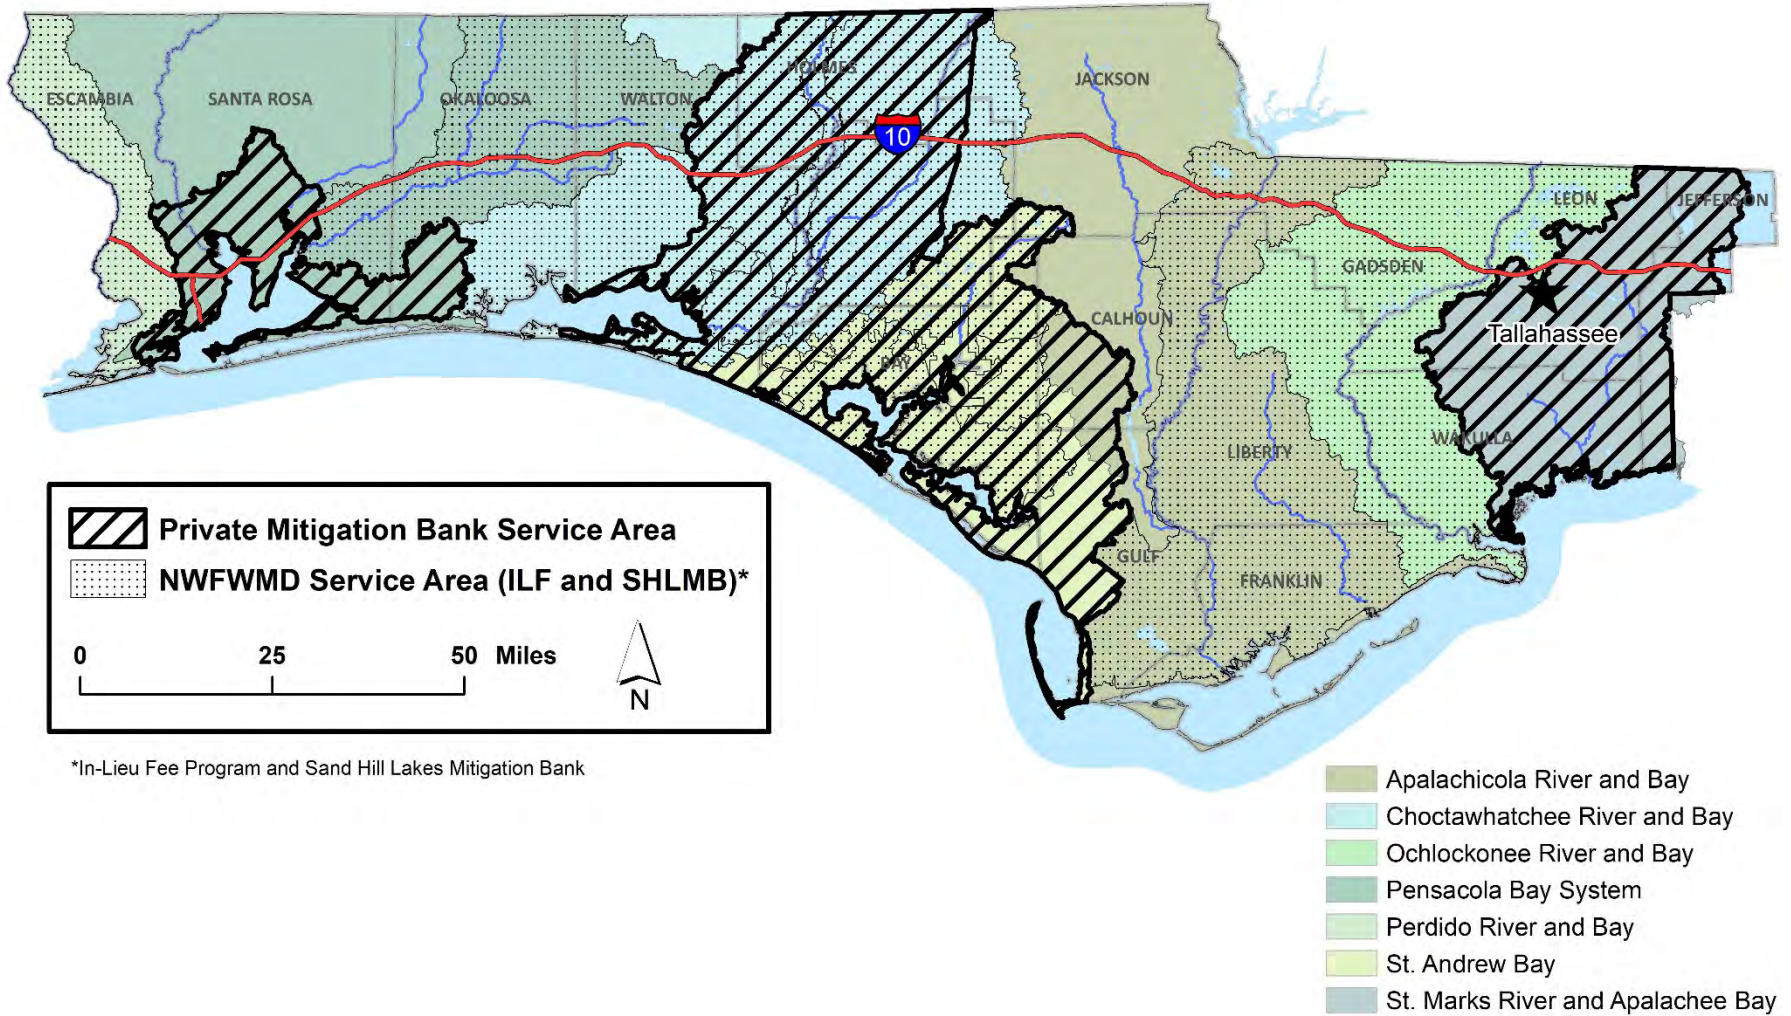 HOLMES
JACKSON
ESCAMBIA
SANTA ROSA
OKALOOSA
WALTON
10
LEON
JEFFERSON
GADSDEN
CALHOUN
Tallahassee
BAY
WAKULLA
LIBERTY
GULF
FRANKLIN
Private Mitigation Bank Service Area
NWFWMD Service Area (ILF and SHLMB)*
0 25 50 Miles
N
*In-Lieu Fee Program and Sand Hill Lakes Mitigation Bank
Apalachicola River and Bay
Choctawhatchee River and Bay
Ochlockonee River and Bay
Pensacola Bay System
Perdido River and Bay
St. Andrew Bay
St. Marks River and Apalachee Bay